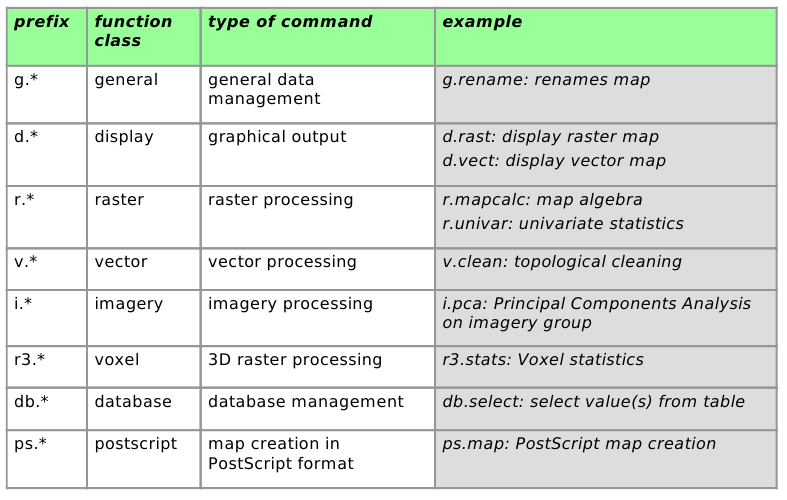 prefix function class type of command example
g.* general general data management g.rename: renames map
d.* display graphical output d.rast: display raster map
d.vect: display vector map
r.* raster raster processing r.mapcalc: map algebra
r.univar: univariate statistics
v.* vector vector processing v.clean: topological cleaning
i.* imagery imagery processing i.pca: Principal Components Analysis on imagery group
r3.* voxel 3D raster processing r3.stats: Voxel statistics
db.* database database management db.select: select value(s) from table
ps.* postscript map creation in PostScript format ps.map: PostScript map creation